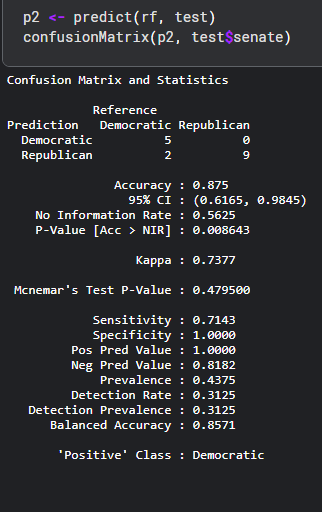 p2 <- predict(rf, test)
confusionMatrix(p2, test$senate)
Confusion Matrix and Statistics
Reference
Prediction Democratic Republican
Democratic 5 0
Republican 2 9
Accuracy : 0.875
95% CI : (0.6165, 0.9845)
No Information Rate : 0.5625
P-Value [Acc > NIR] : 0.008643
Kappa : 0.7377
Mcnemar's Test P-Value : 0.479500
Sensitivity : 0.7143
Specificity : 1.0000
Pos Pred Value : 1.0000
Neg Pred Value : 0.8182
Prevalence : 0.4375
Detection Rate : 0.3125
Detection Prevalence : 0.3125
Balanced Accuracy : 0.8571
'Positive' Class : Democratic